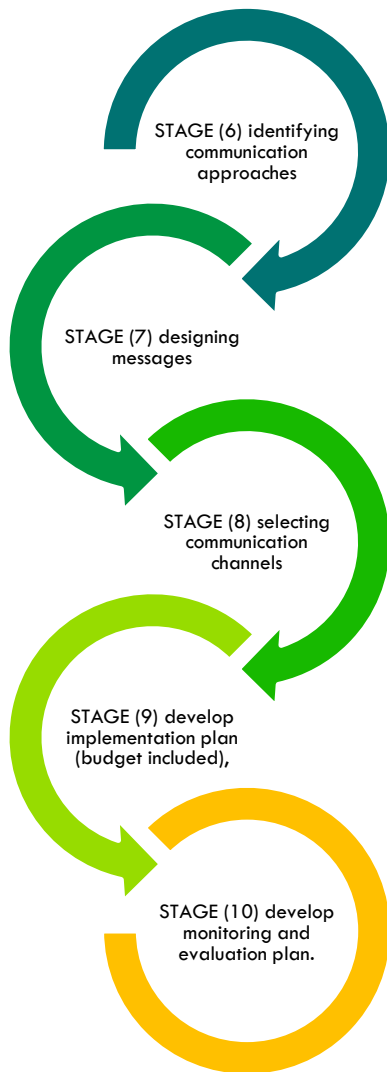 STAGE (6) identifying
communication
approaches
STAGE (7) designing
messages
STAGE (8) selecting
communication
channels
STAGE (9) develop
implementation plan
(budget included),
STAGE (10) develop
monitoring and
evaluation plan.